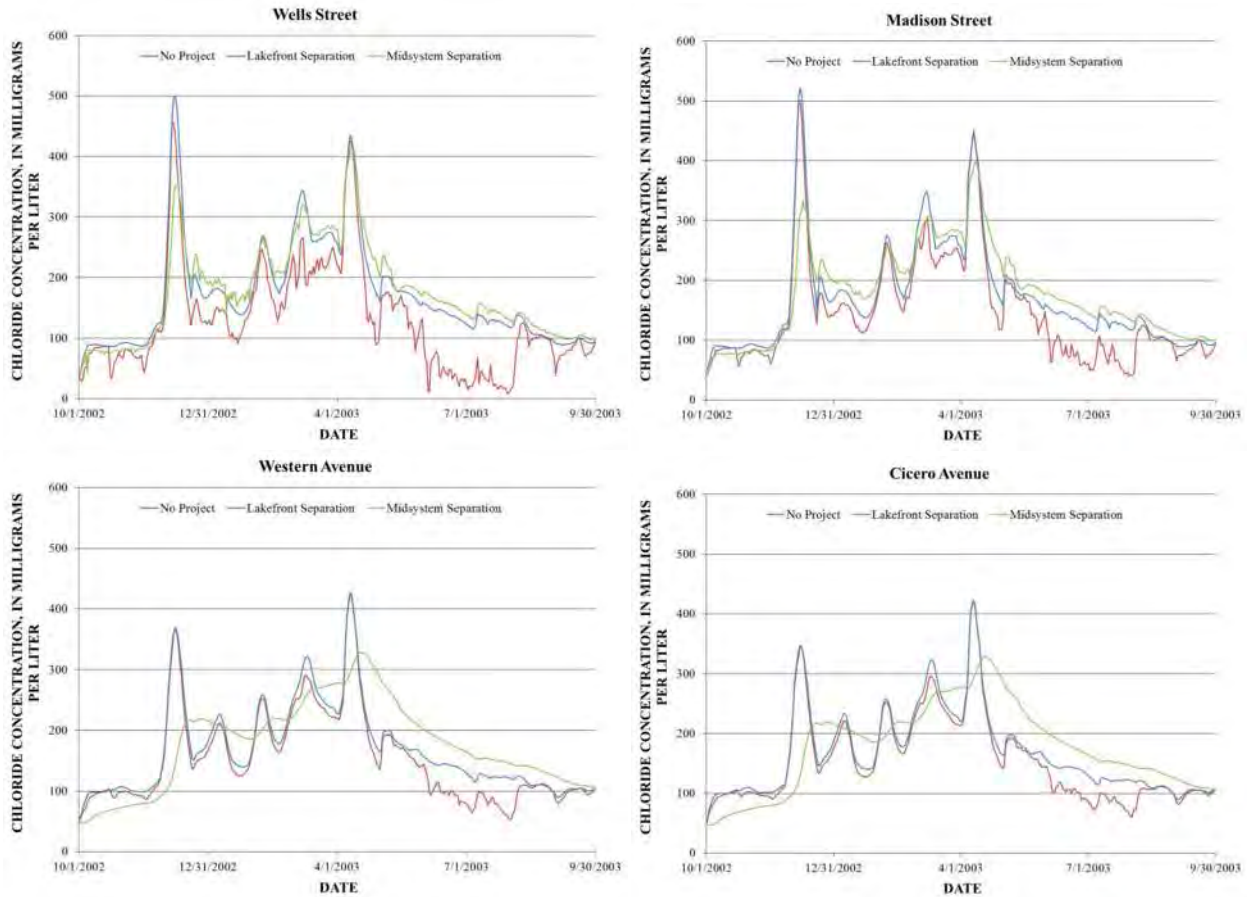 Wells Street
CHLORIDE CONCENTRATION, IN MILLIGRAMS
PER LITER
600
500
400
300
200
100
0
No Project
Lakefront Separation
Midsystem Separation
10/1/2002
12/31/2002
4/1/2003
7/1/2003
9/30/2003
DATE
Madison Street
CHLORIDE CONCENTRATION, IN MILLIGRAMS
PER LITER
600
500
400
300
200
100
0
No Project
Lakefront Separation
Midsystem Separation
10/1/2002
12/31/2002
4/1/2003
7/1/2003
9/30/2003
DATE
Western Avenue
CHLORIDE CONCENTRATION, IN MILLIGRAMS
PER LITER
600
500
400
300
200
100
0
No Project
Lakefront Separation
Midsystem Separation
10/1/2002
12/31/2002
4/1/2003
7/1/2003
9/30/2003
DATE
Cicero Avenue
CHLORIDE CONCENTRATION, IN MILLIGRAMS
PER LITER
600
500
400
300
200
100
0
No Project
Lakefront Separation
Midsystem Separation
10/1/2002
12/31/2002
4/1/2003
7/1/2003
9/30/2003
DATE